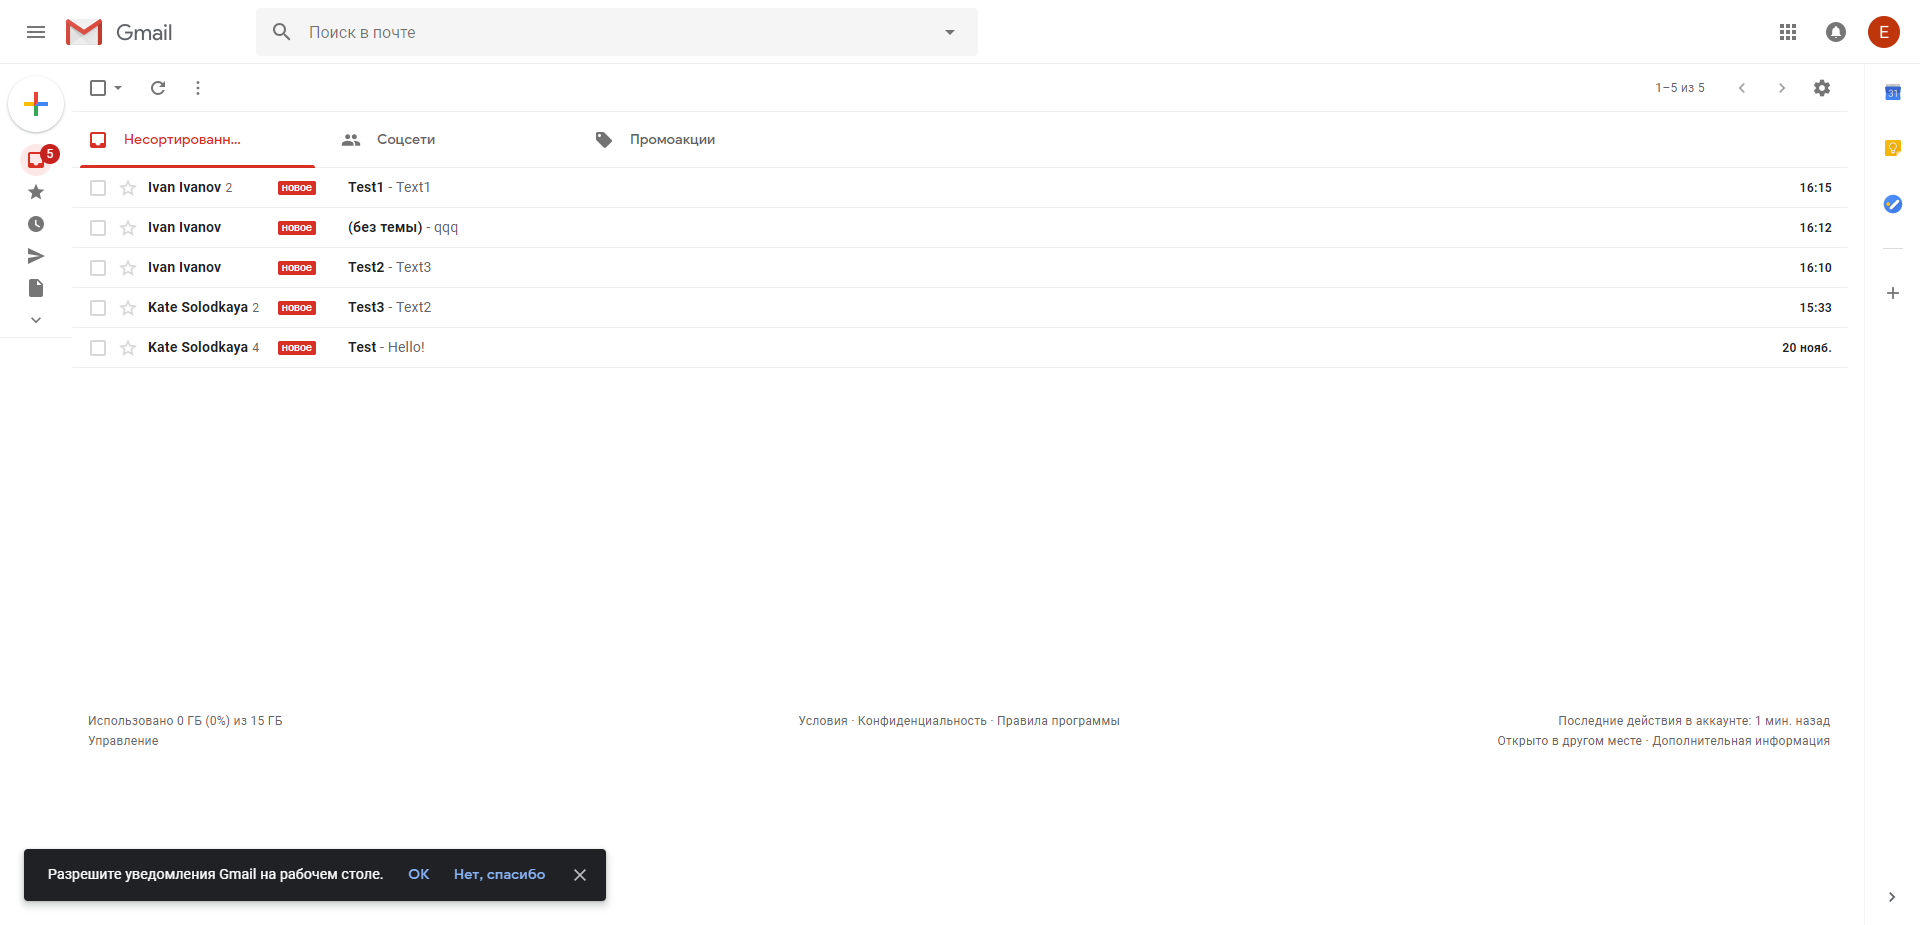 Gmail
Поиск в почте
E
1–5 из 5
31
5
Несортированн...
Соцсети
Промоакции
Ivan Ivanov 2 новое Test1 - Text1 16:15
Ivan Ivanov новое (без темы) - qqq 16:12
Ivan Ivanov новое Test2 - Text3 16:10
Kate Solodkaya 2 новое Test3 - Text2 15:33
Kate Solodkaya 4 новое Test - Hello! 20 нояб.
Использовано 0 ГБ (0%) из 15 ГБ
Управление
Условия · Конфиденциальность · Правила программы
Последние действия в аккаунте: 1 мин. назад
Открыто в другом месте · Дополнительная информация
Разрешите уведомления Gmail на рабочем столе. ОК Нет, спасибо